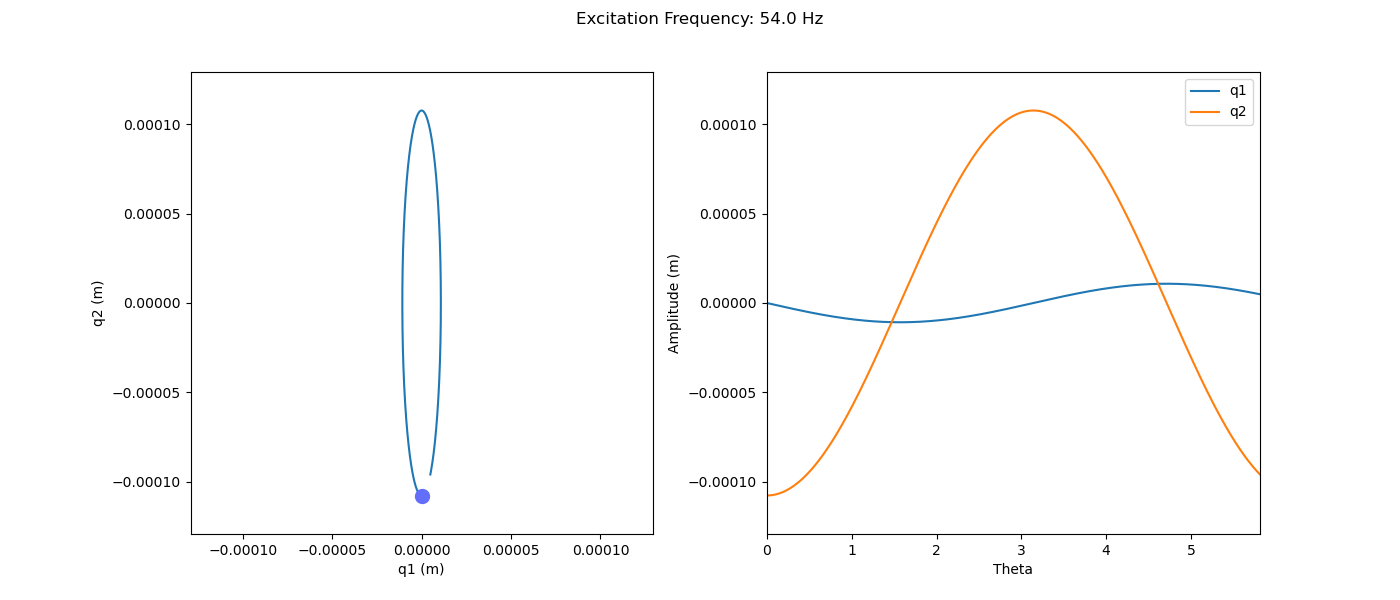 Excitation Frequency: 54.0 Hz
0.00010
0.00005
0.00000
−0.00005
−0.00010
q2 (m)
−0.00010 −0.00005 0.00000 0.00005 0.00010
q1 (m)
0.00010
0.00005
0.00000
−0.00005
−0.00010
Amplitude (m)
q1
q2
0 1 2 3 4 5
Theta